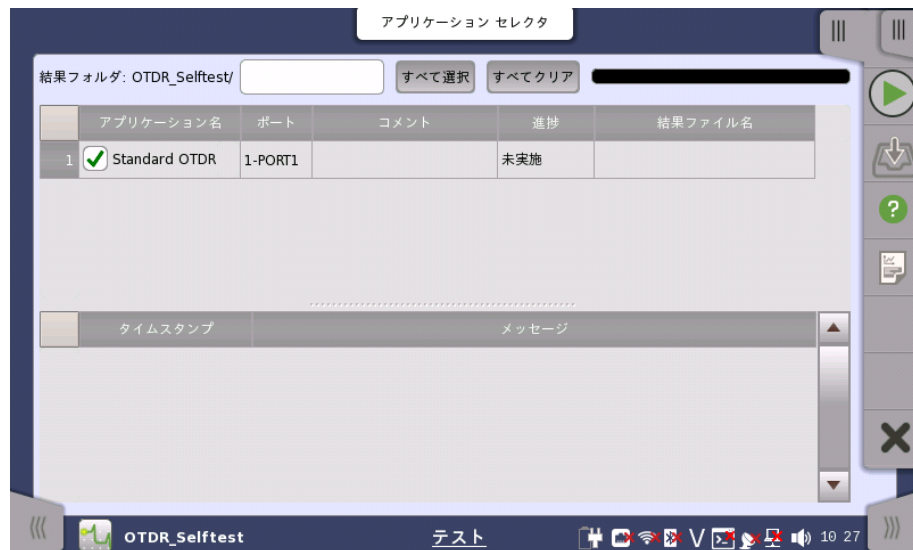 アプリケーション セレクタ
結果フォルダ: OTDR_Selftest/ すべて選択 すべてクリア
アプリケーション名 ポート コメント 進捗 結果ファイル名
1 Standard OTDR 1-PORT1 未実施
タイムスタンプ メッセージ
OTDR_Selftest テスト V 10 27